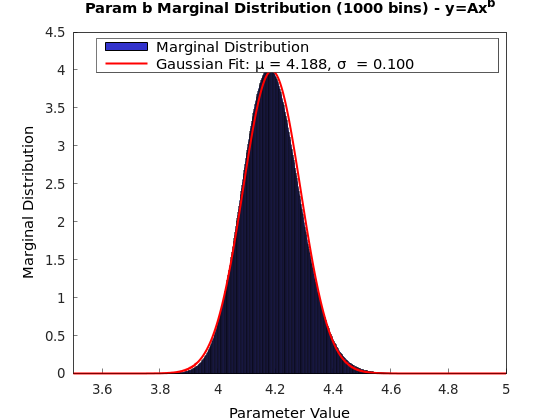 Param b Marginal Distribution (1000 bins) - y=Ax^b
Marginal Distribution
Gaussian Fit: μ = 4.188, σ = 0.100
Marginal Distribution
4.5
4
3.5
3
2.5
2
1.5
1
0.5
0
3.6 3.8 4 4.2 4.4 4.6 4.8 5
Parameter Value